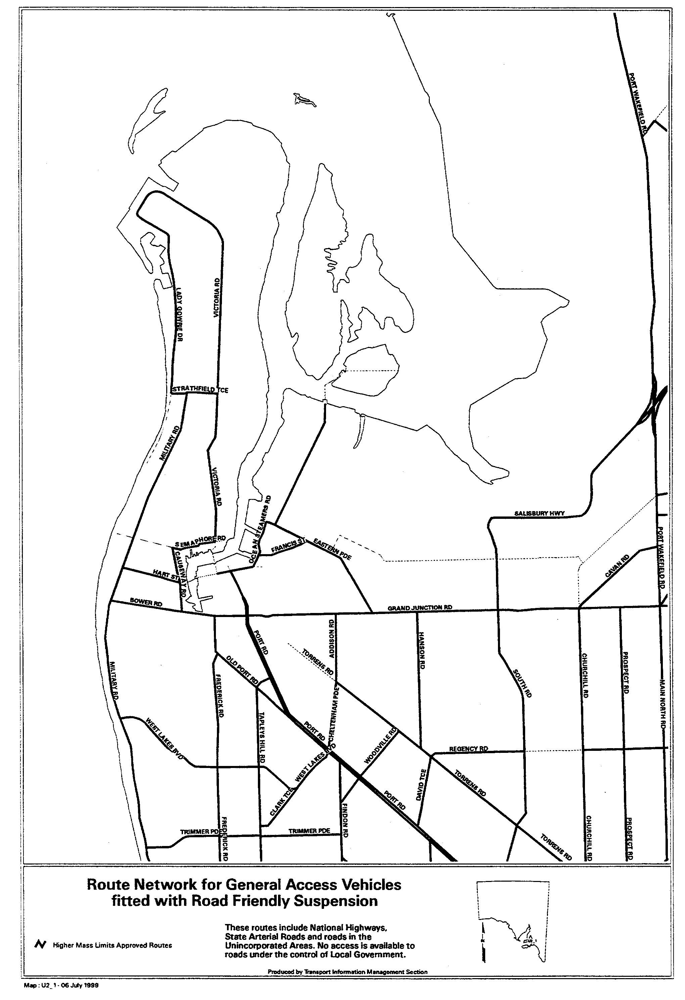 PORT WAKEFIELD RD
LADY GOWRIE DR
VICTORIA RD
STRATHFIELD TCE
MILITARY RD
VICTORIA RD
OCEAN STEAMERS RD
SALISBURY HWY
SEMAPHORE RD
FRANCIS ST
EASTERN PDE
PORT WAKEFIELD RD
CAUSEWAY RD
HART ST
CAVAN RD
BOWER RD
GRAND JUNCTION RD
PORT RD
ADDISON RD
HANSON RD
TORRENS RD
OLD PORT RD
MILITARY RD
FREDERICK RD
SOUTH RD
CHURCHILL RD
PROSPECT RD
MAIN NORTH RD
CHELTENHAM PDE
TAPLEYS HILL RD
WEST LAKES BVD
PORT RD
WOODVILLE RD
REGENCY RD
WEST LAKES BVD
DAVID TCE
TORRENS RD
CLARK TCE
PORT RD
FINDON RD
TRIMMER PDE
FREDERICK RD
TRIMMER PDE
TORRENS RD
CHURCHILL RD
PROSPECT RD
Route Network for General Access Vehicles
fitted with Road Friendly Suspension
These routes include National Highways,
State Arterial Roads and roads in the
Unincorporated Areas. No access is available to
roads under the control of Local Government.
Higher Mass Limits Approved Routes
Produced by Transport Information Management Section
Map : U2_1 - 06 July 1999